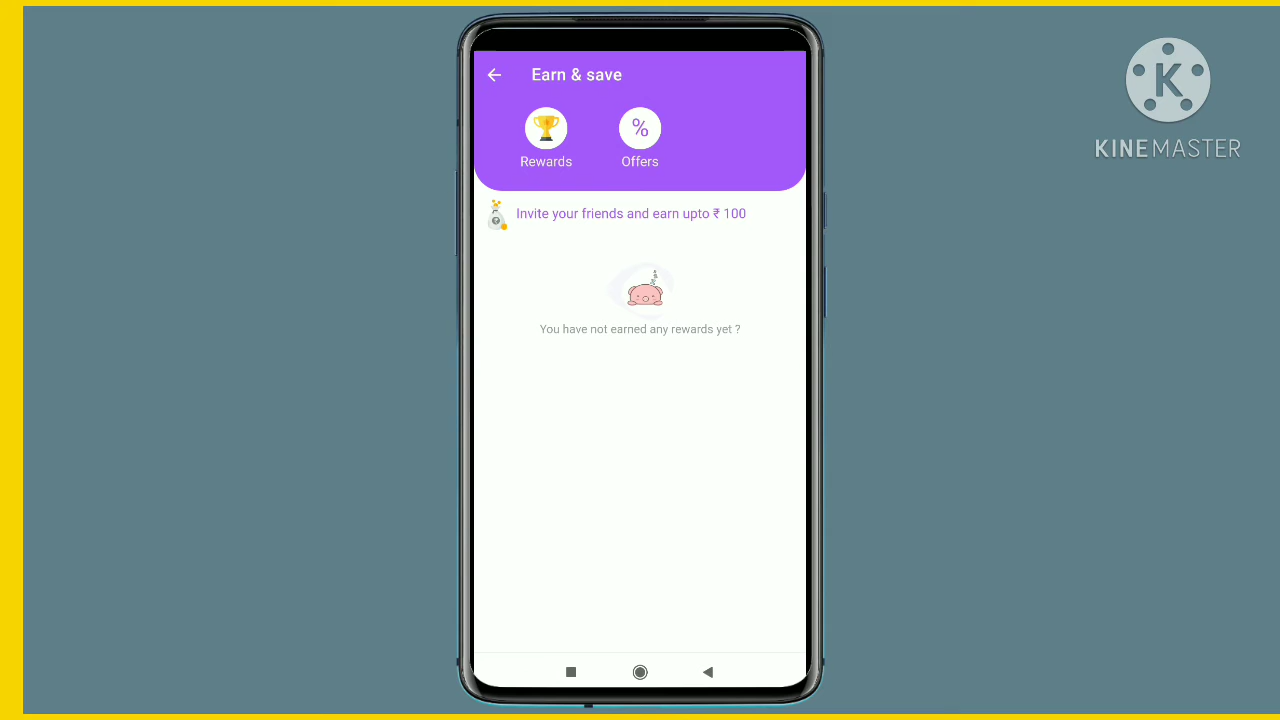 Earn & save
Rewards
Offers
Invite your friends and earn upto ₹ 100
You have not earned any rewards yet ?
K
KINEMASTER